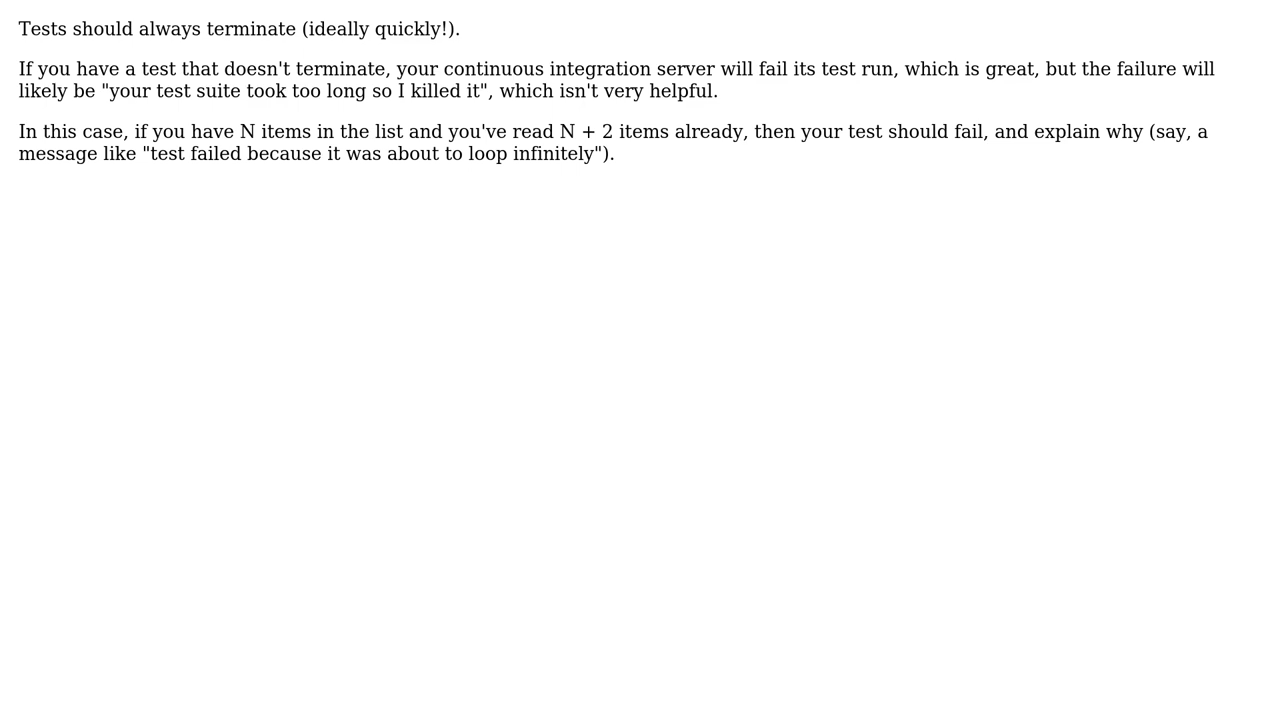 Tests should always terminate (ideally quickly!).
If you have a test that doesn't terminate, your continuous integration server will fail its test run, which is great, but the failure will
likely be "your test suite took too long so I killed it", which isn't very helpful.
In this case, if you have N items in the list and you've read N + 2 items already, then your test should fail, and explain why (say, a
message like "test failed because it was about to loop infinitely").